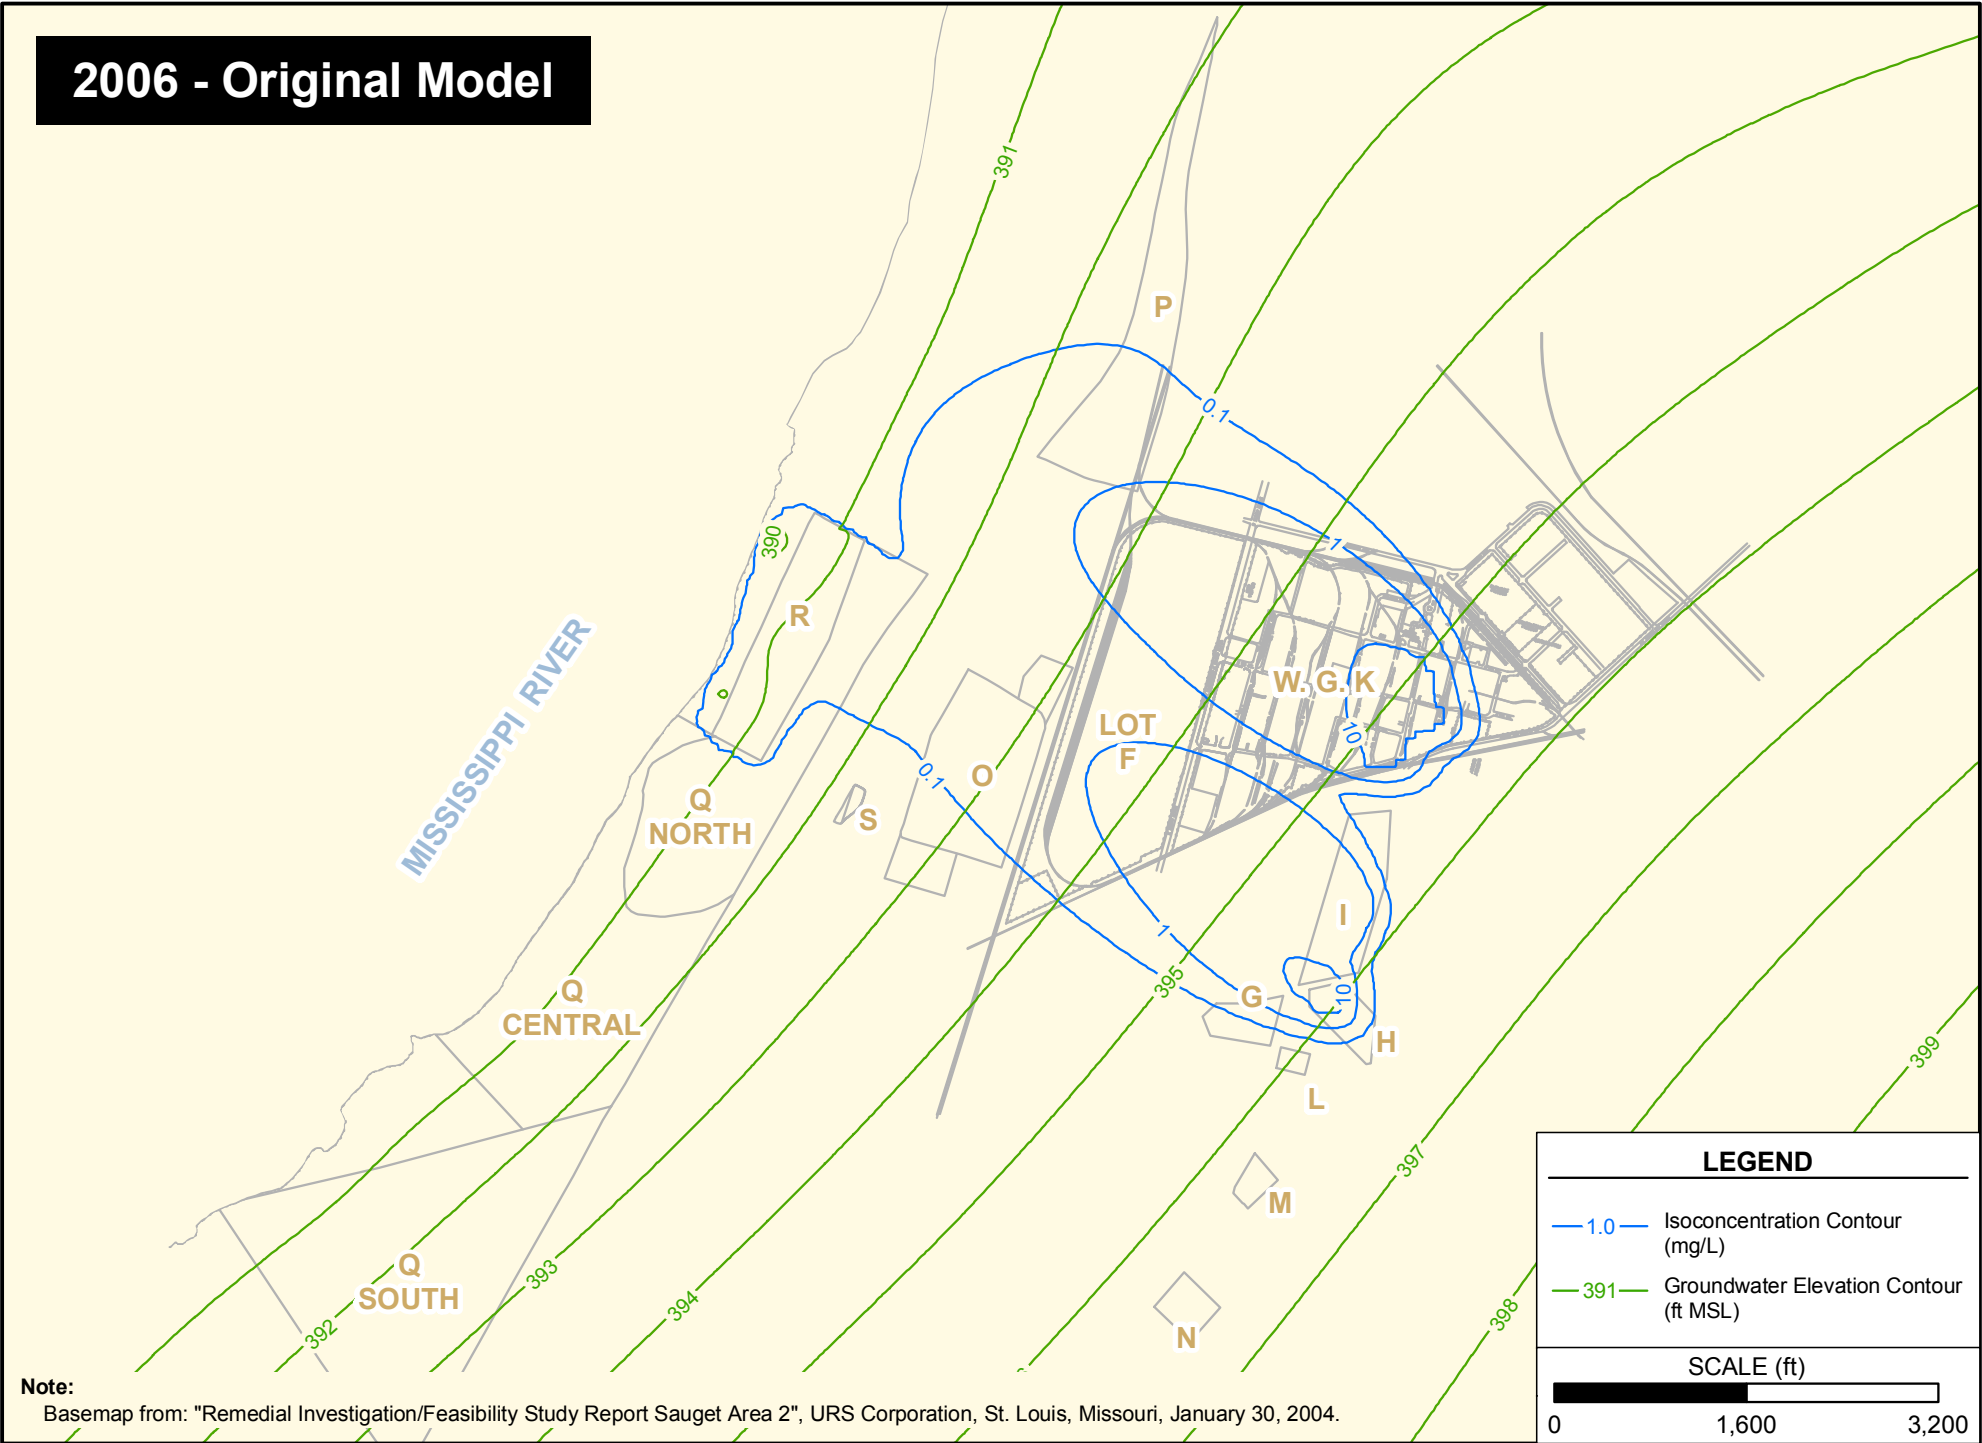 2006 - Original Model
391
P
0.1
1
390
R
MISSISSIPPI RIVER
W. G. K
LOT
F
10
O
0.1
S
Q
NORTH
I
1
395
G
10
H
Q
CENTRAL
L
399
397
M
Q
SOUTH
393
394
392
398
N
LEGEND
1.0 Isoconcentration Contour
(mg/L)
391 Groundwater Elevation Contour
(ft MSL)
SCALE (ft)
0 1,600 3,200
Note:
Basemap from: "Remedial Investigation/Feasibility Study Report Sauget Area 2", URS Corporation, St. Louis, Missouri, January 30, 2004.